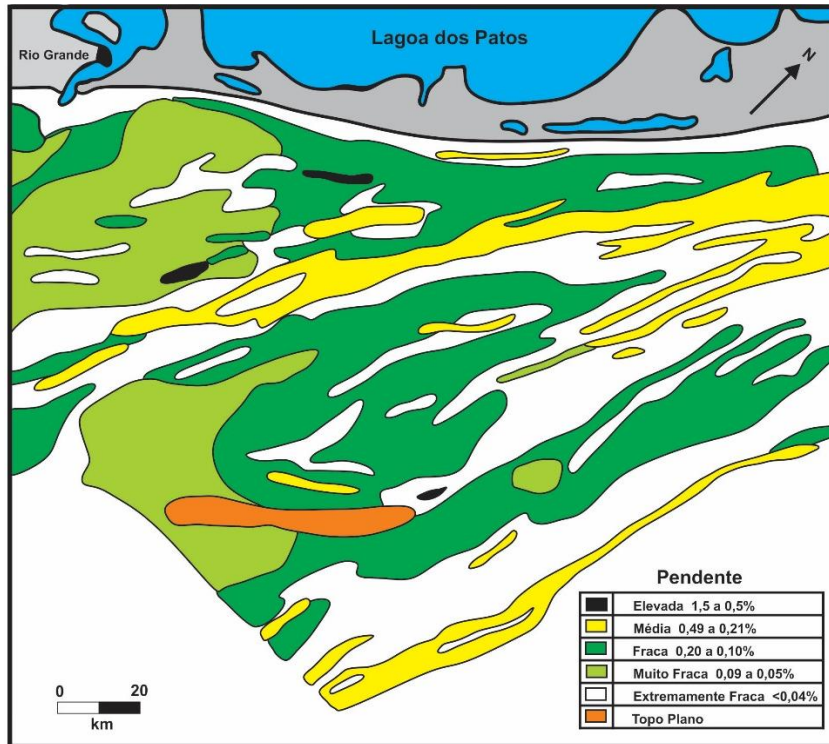 Lagoa dos Patos
Rio Grande
N
Pendente
Elevada 1,5 a 0,5%
Média 0,49 a 0,21%
Fraca 0,20 a 0,10%
Muito Fraca 0,09 a 0,05%
Extremamente Fraca <0,04%
Topo Plano
0 20
km